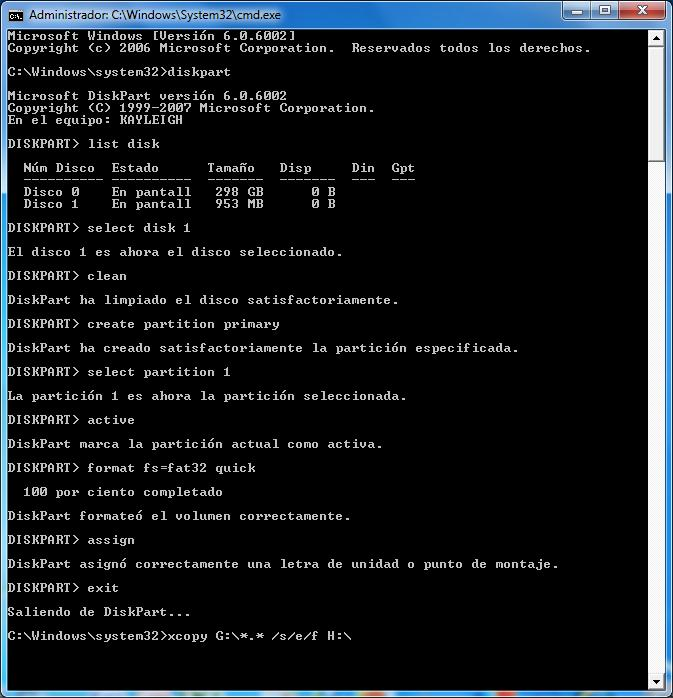 Administrador: C:\Windows\System32\cmd.exe
Microsoft Windows [Versión 6.0.6002]
Copyright (c) 2006 Microsoft Corporation.  Reservados todos los derechos.
C:\Windows\system32>diskpart
Microsoft DiskPart versión 6.0.6002
Copyright (C) 1999-2007 Microsoft Corporation.
En el equipo: KAYLEIGH
DISKPART> list disk
Núm Disco  Estado      Tamaño   Disp     Din  Gpt
---------- ----------  -------  -------  ---  ---
Disco 0    En pantall   298 GB      0 B
Disco 1    En pantall   953 MB      0 B
DISKPART> select disk 1
El disco 1 es ahora el disco seleccionado.
DISKPART> clean
DiskPart ha limpiado el disco satisfactoriamente.
DISKPART> create partition primary
DiskPart ha creado satisfactoriamente la partición especificada.
DISKPART> select partition 1
La partición 1 es ahora la partición seleccionada.
DISKPART> active
DiskPart marca la partición actual como activa.
DISKPART> format fs=fat32 quick
100 por ciento completado
DiskPart formateó el volumen correctamente.
DISKPART> assign
DiskPart asignó correctamente una letra de unidad o punto de montaje.
DISKPART> exit
Saliendo de DiskPart...
C:\Windows\system32>xcopy G:\*.* /s/e/f H:\